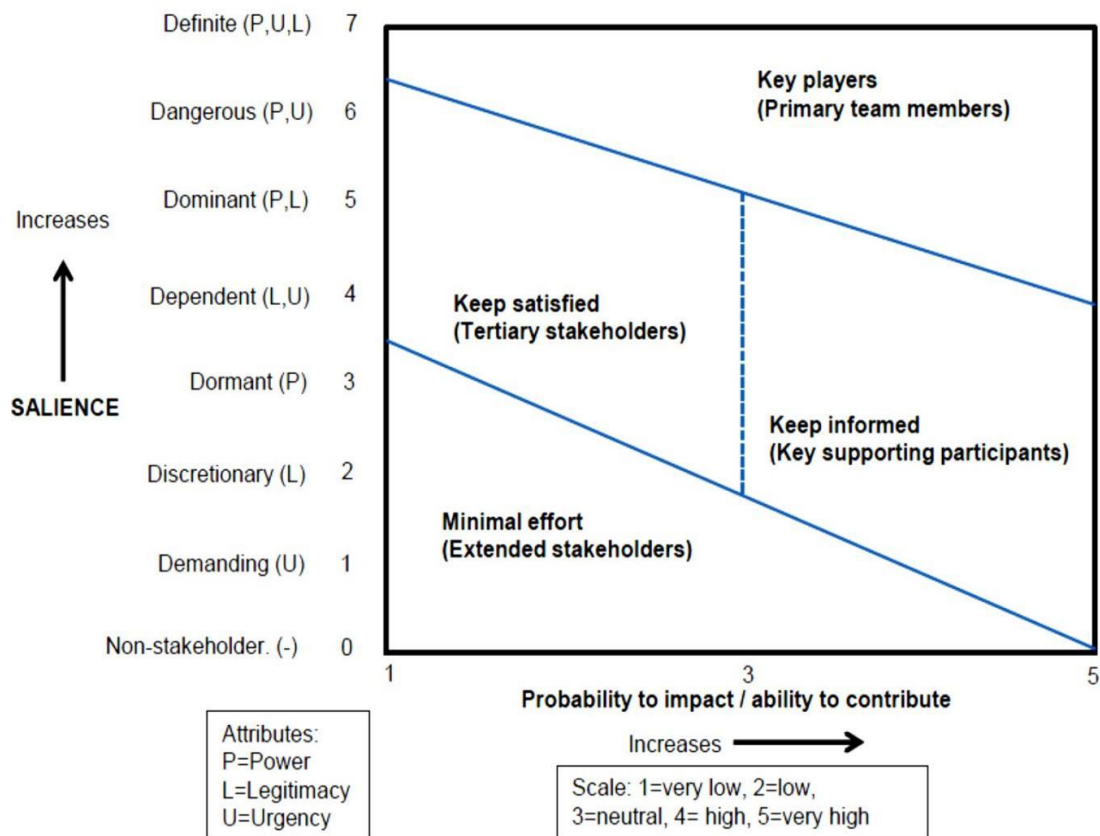 Definite (P,U,L) 7
Dangerous (P,U) 6
Dominant (P,L) 5
Dependent (L,U) 4
Dormant (P) 3
Discretionary (L) 2
Demanding (U) 1
Non-stakeholder. (-) 0
Increases
SALIENCE
Key players
(Primary team members)
Keep satisfied
(Tertiary stakeholders)
Keep informed
(Key supporting participants)
Minimal effort
(Extended stakeholders)
1 3 5
Probability to impact / ability to contribute
Increases
Attributes:
P=Power
L=Legitimacy
U=Urgency
Scale: 1=very low, 2=low,
3=neutral, 4= high, 5=very high